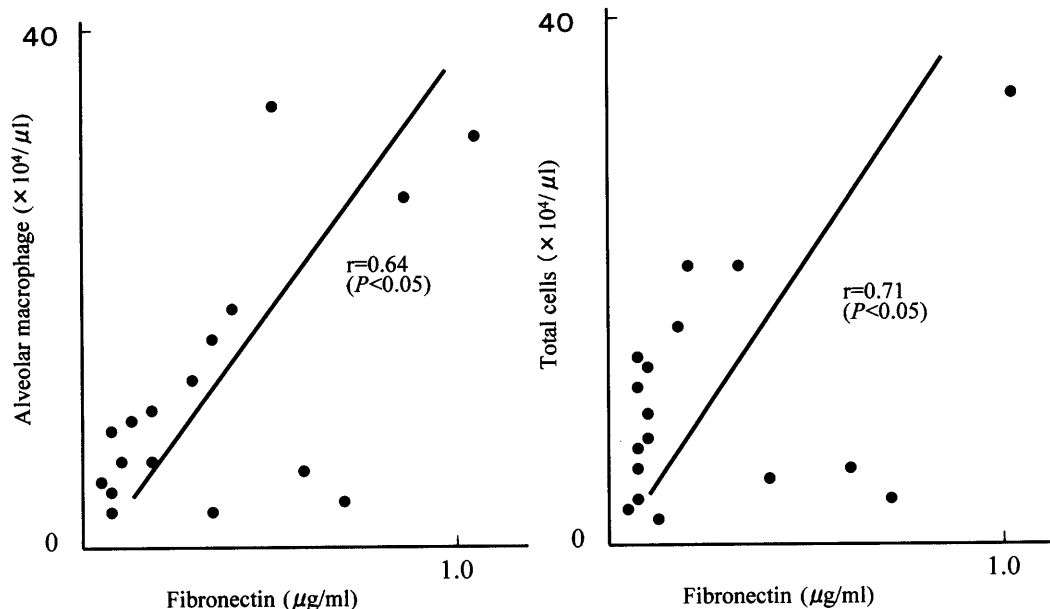 40
Alveolar macrophage (×10⁴/μl)
r=0.64
(P<0.05)
0
1.0
Fibronectin (μg/ml)
40
Total cells (×10⁴/μl)
r=0.71
(P<0.05)
0
1.0
Fibronectin (μg/ml)